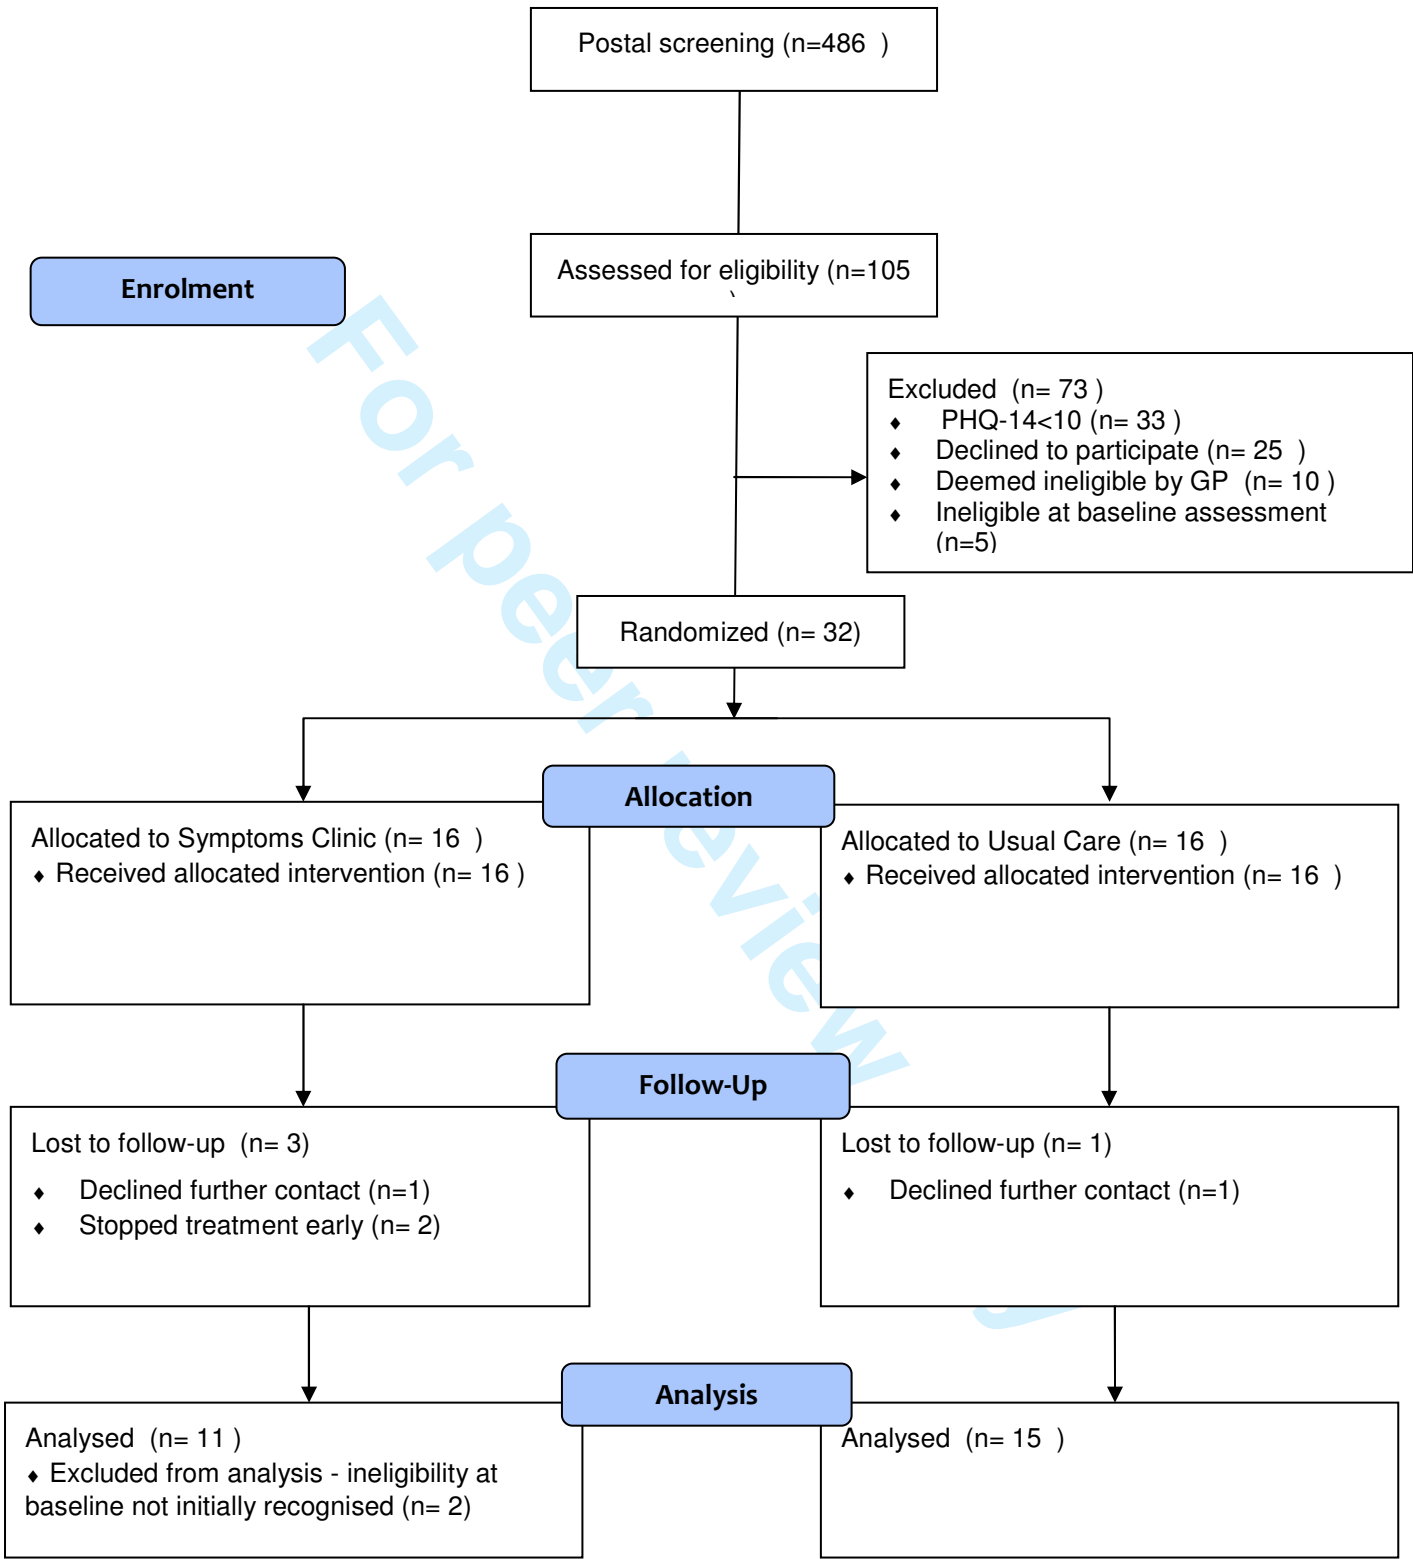 Postal screening (n=486  )
Assessed for eligibility (n=105
Enrolment
Excluded  (n= 73 )
♦ PHQ-14<10 (n= 33 )
♦ Declined to participate (n= 25  )
♦ Deemed ineligible by GP  (n= 10 )
♦ Ineligible at baseline assessment
(n=5)
Randomized (n= 32)
Allocation
Allocated to Symptoms Clinic (n= 16  )
♦ Received allocated intervention (n= 16 )
Allocated to Usual Care (n= 16  )
♦ Received allocated intervention (n= 16  )
Follow-Up
Lost to follow-up  (n= 3)
♦ Declined further contact (n=1)
♦ Stopped treatment early (n= 2)
Lost to follow-up (n= 1)
♦ Declined further contact (n=1)
Analysis
Analysed  (n= 11 )
♦ Excluded from analysis - ineligibility at
baseline not initially recognised (n= 2)
Analysed  (n= 15  )
For peer review